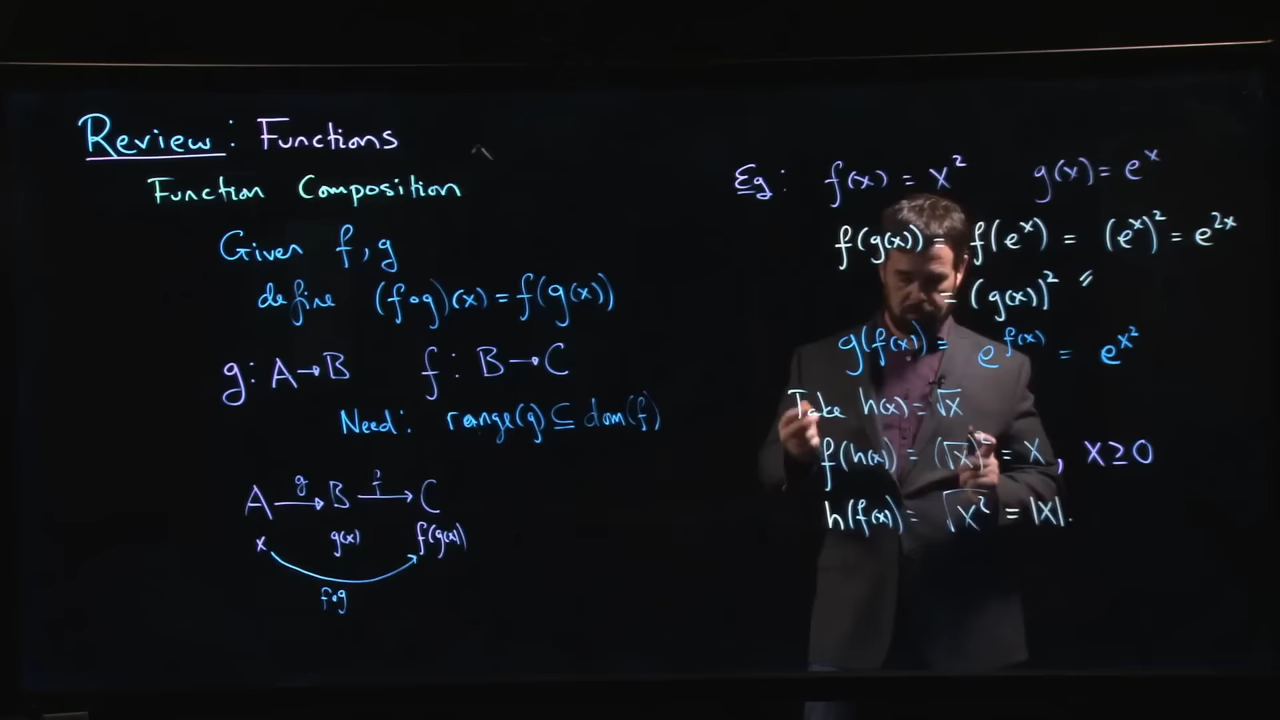 Review: Functions
Function Composition
Given f, g
define (f∘g)(x) = f(g(x))
g: A→B f: B→C
Need: range(g) ⊆ dom(f)
A →g B →f C
x g(x) f(g(x))
f∘g
Eg: f(x) = x² g(x) = eˣ
f(g(x)) = f(eˣ) = (eˣ)² = e²ˣ
= (g(x))² =
g(f(x)) = e^f(x) = e^x²
Take h(x) = √x
f(h(x)) = (√x)² = x, x ≥ 0
h(f(x)) = √x² = |x|.